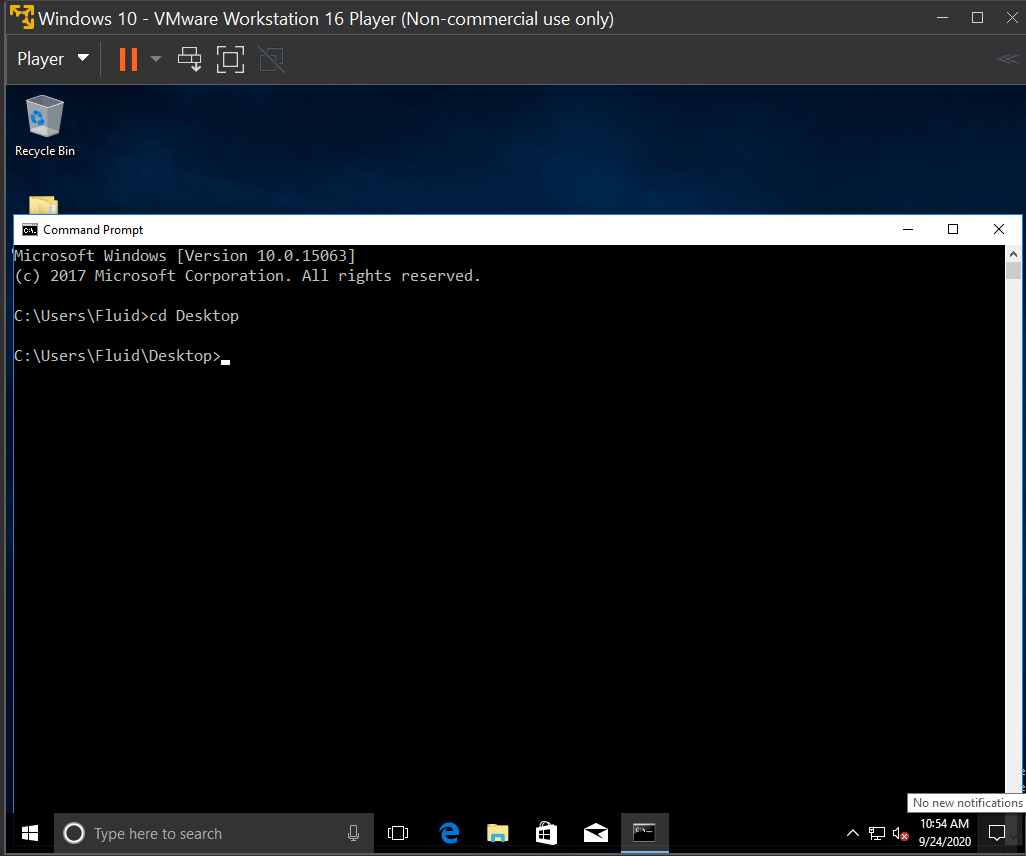 Windows 10 - VMware Workstation 16 Player (Non-commercial use only)
Player
Recycle Bin
Command Prompt
Microsoft Windows [Version 10.0.15063]
(c) 2017 Microsoft Corporation. All rights reserved.
C:\Users\Fluid>cd Desktop
C:\Users\Fluid\Desktop>
No new notifications
Type here to search
10:54 AM
9/24/2020